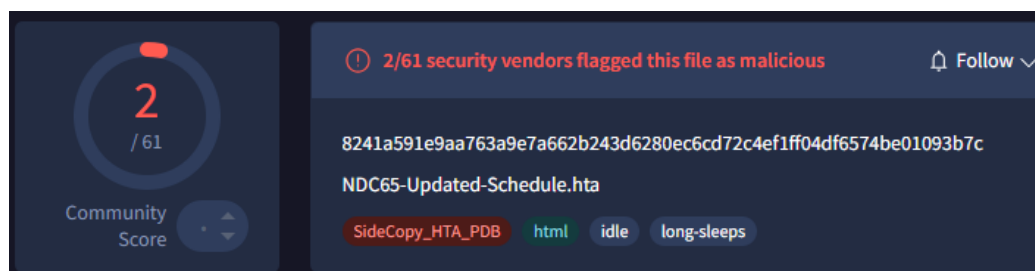 2
/ 61
Community
Score
2/61 security vendors flagged this file as malicious
Follow
8241a591e9aa763a9e7a662b243d6280ec6cd72c4ef1ff04df6574be01093b7c
NDC65-Updated-Schedule.hta
SideCopy_HTA_PDB html idle long-sleeps